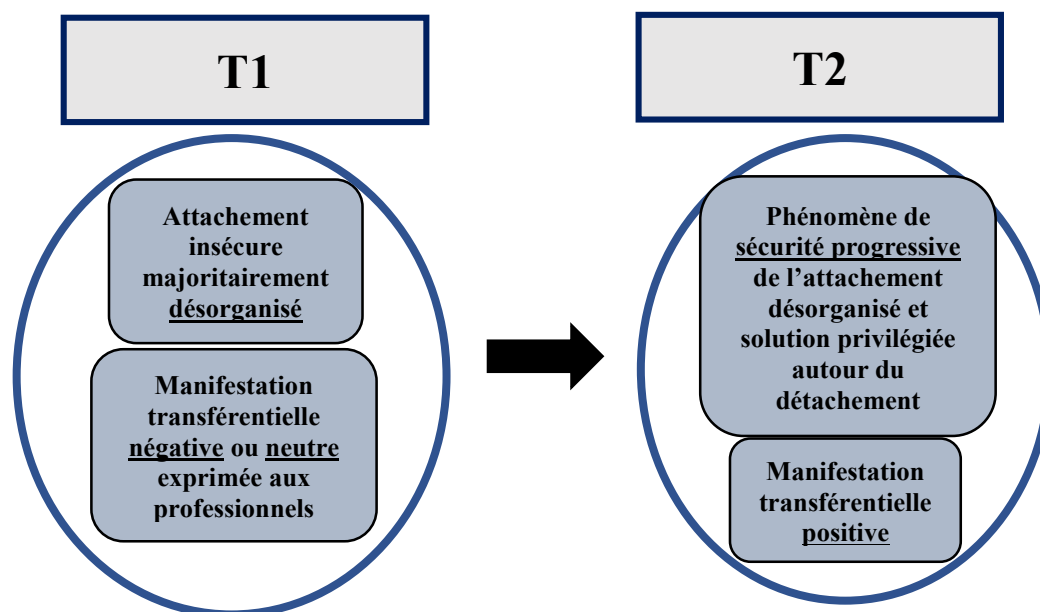 T1
Attachement
insécure
majoritairement
désorganisé
Manifestation
transférentielle
négative ou neutre
exprimée aux
professionnels
T2
Phénomène de
sécurité progressive
de l’attachement
désorganisé et
solution privilégiée
autour du
détachement
Manifestation
transférentielle
positive